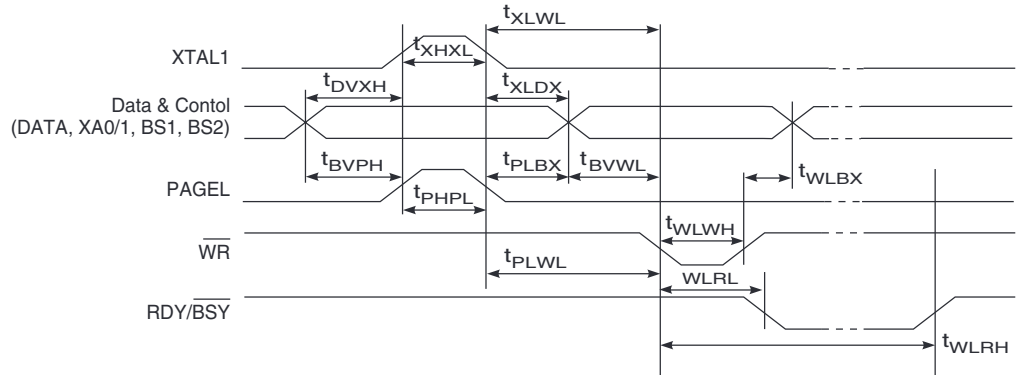 tXLWL
XTAL1
tXHXL
tDVXH
tXLDX
Data & Contol
(DATA, XA0/1, BS1, BS2)
tBVPH
tPLBX
tBVWL
tWLBX
PAGEL
tPHPL
tWLWH
WR
tPLWL
WLRL
RDY/BSY
tWLRH